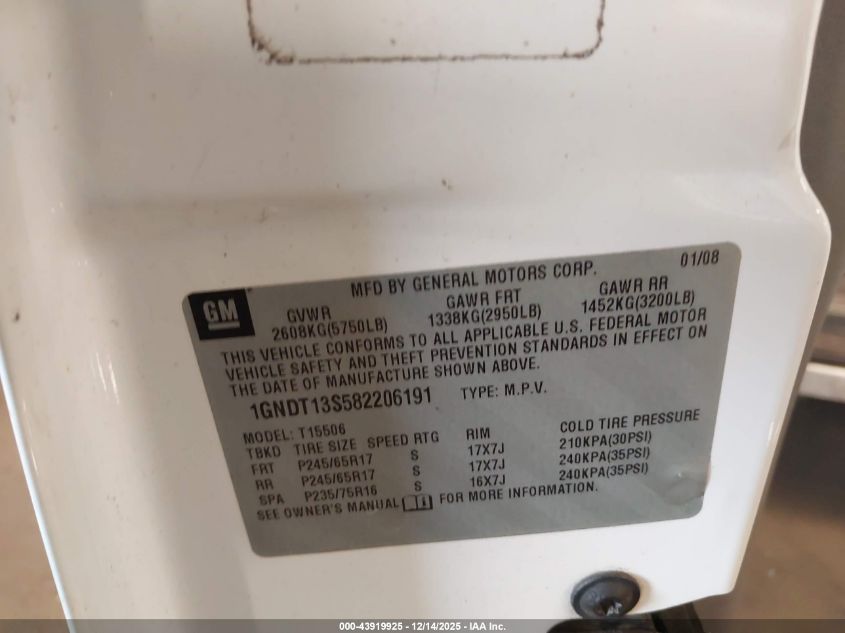 GM
MFD BY GENERAL MOTORS CORP. 01/08
GVWR GAWR FRT GAWR RR
2608KG(5750LB) 1338KG(2950LB) 1452KG(3200LB)
THIS VEHICLE CONFORMS TO ALL APPLICABLE U.S. FEDERAL MOTOR
VEHICLE SAFETY AND THEFT PREVENTION STANDARDS IN EFFECT ON
THE DATE OF MANUFACTURE SHOWN ABOVE.
1GNDT13S582206191 TYPE: M.P.V.
MODEL: T15506
TBKD TIRE SIZE SPEED RTG RIM COLD TIRE PRESSURE
FRT P245/65R17 S 17X7J 210KPA(30PSI)
RR P245/65R17 S 17X7J 240KPA(35PSI)
SPA P235/75R16 S 16X7J 240KPA(35PSI)
SEE OWNER'S MANUAL FOR MORE INFORMATION.
000-43919925 - 12/14/2025 - IAA Inc.